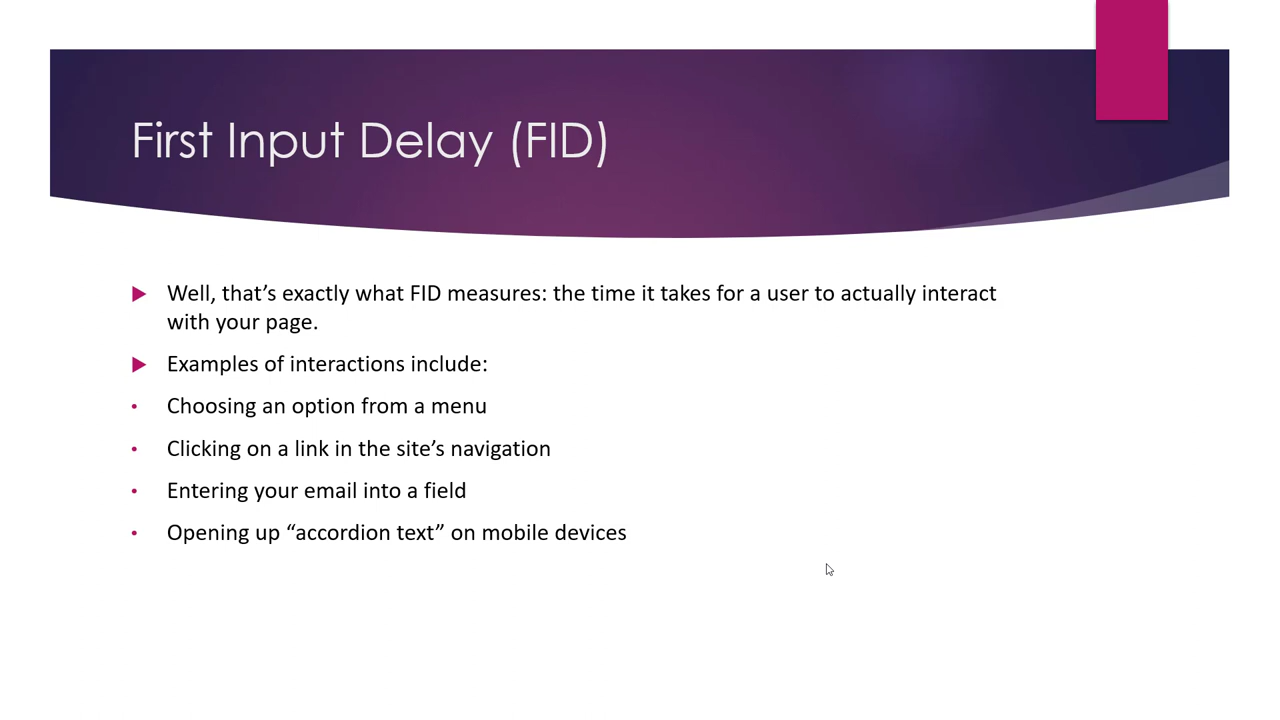 First Input Delay (FID)
Well, that’s exactly what FID measures: the time it takes for a user to actually interact
with your page.
Examples of interactions include:
Choosing an option from a menu
Clicking on a link in the site’s navigation
Entering your email into a field
Opening up “accordion text” on mobile devices